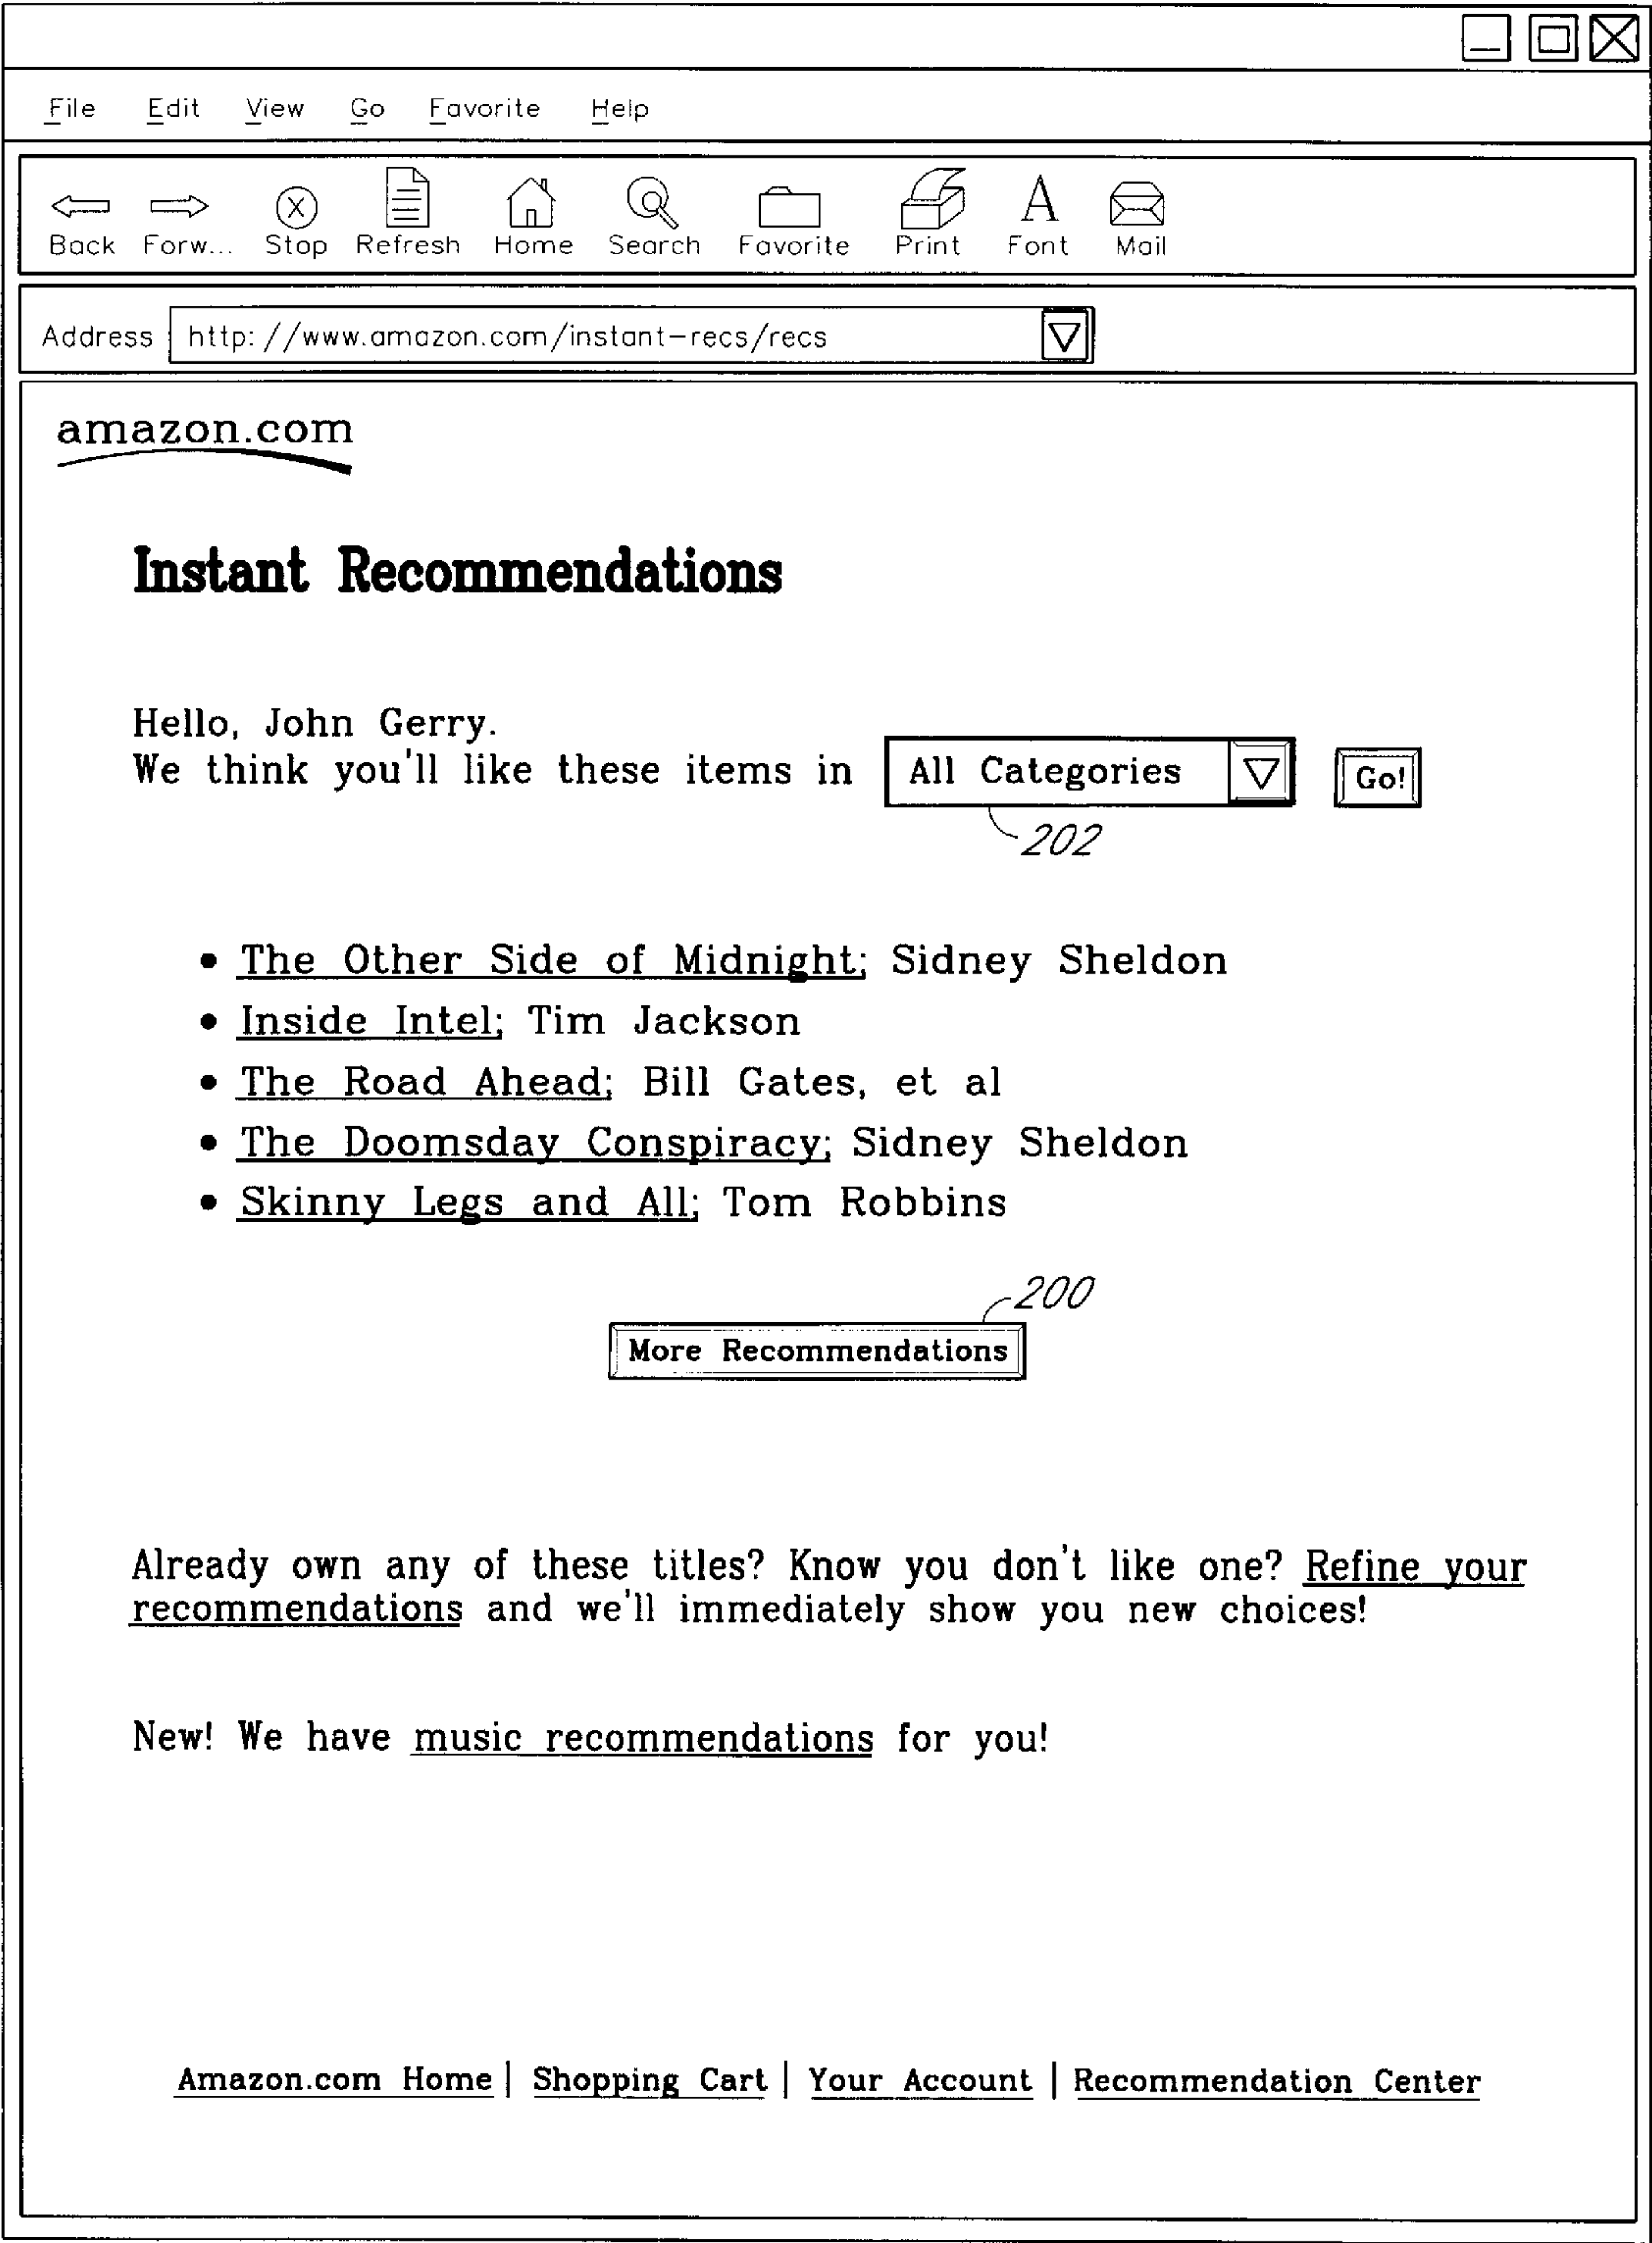 File Edit View Go Favorite Help
Back Forw... Stop Refresh Home Search Favorite Print A Font Mail
Address http: //www.amazon.com/instant-recs/recs
amazon.com
Instant Recommendations
Hello, John Gerry.
We think you'll like these items in All Categories Go!
202
• The Other Side of Midnight; Sidney Sheldon
• Inside Intel; Tim Jackson
• The Road Ahead; Bill Gates, et al
• The Doomsday Conspiracy; Sidney Sheldon
• Skinny Legs and All; Tom Robbins
200
More Recommendations
Already own any of these titles? Know you don't like one? Refine your
recommendations and we'll immediately show you new choices!
New! We have music recommendations for you!
Amazon.com Home | Shopping Cart | Your Account | Recommendation Center